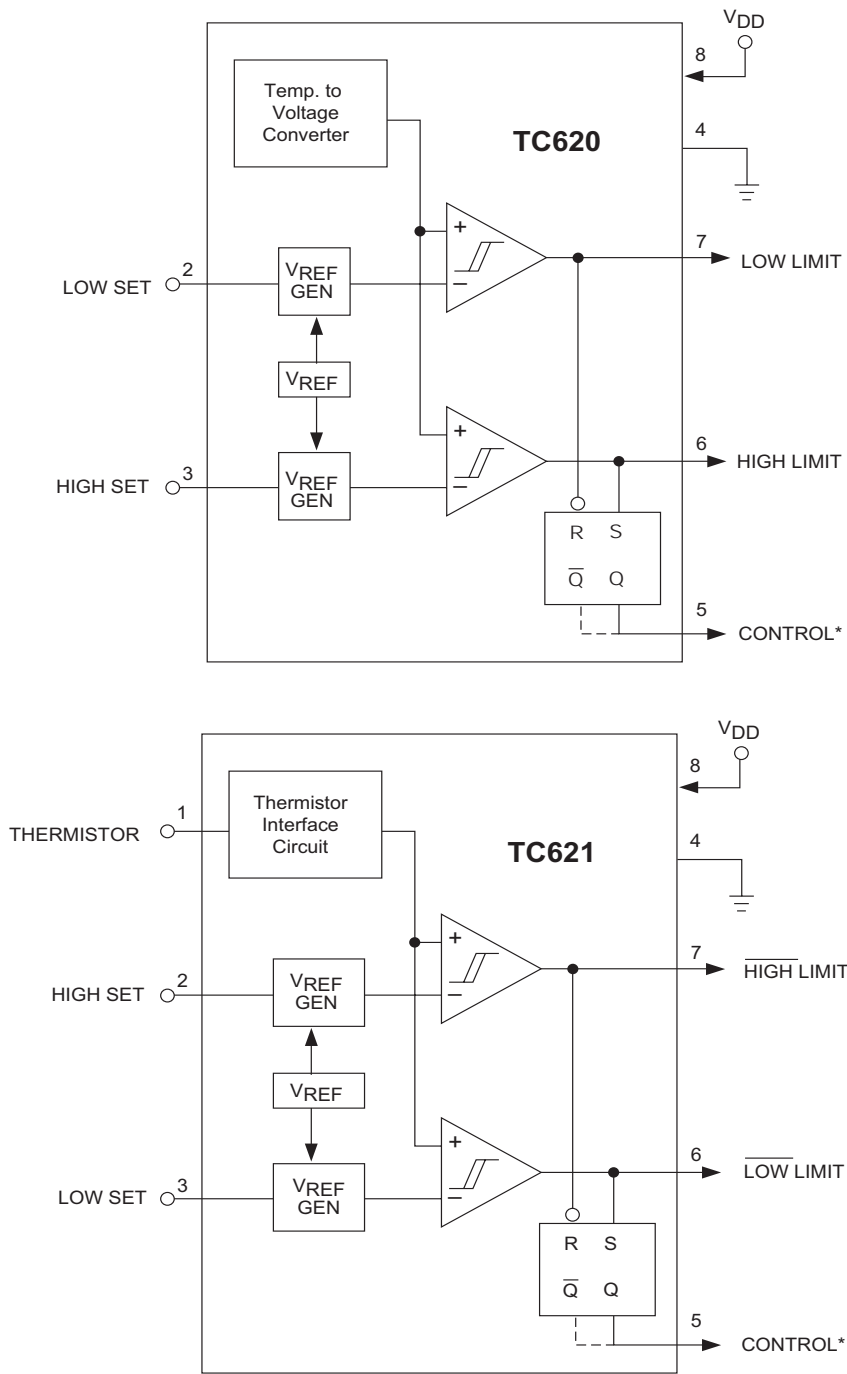 VDD
8
Temp. to
Voltage
Converter
TC620
4
7
LOW LIMIT
LOW SET
2
VREF
GEN
+
−
VREF
6
HIGH LIMIT
HIGH SET
3
VREF
GEN
+
−
R S
Q̅ Q
5
CONTROL*
VDD
8
THERMISTOR
1
Thermistor
Interface
Circuit
TC621
4
7
H̅I̅G̅H̅ LIMIT
HIGH SET
2
VREF
GEN
+
−
VREF
6
L̅O̅W̅ LIMIT
LOW SET
3
VREF
GEN
+
−
R S
Q̅ Q
5
CONTROL*